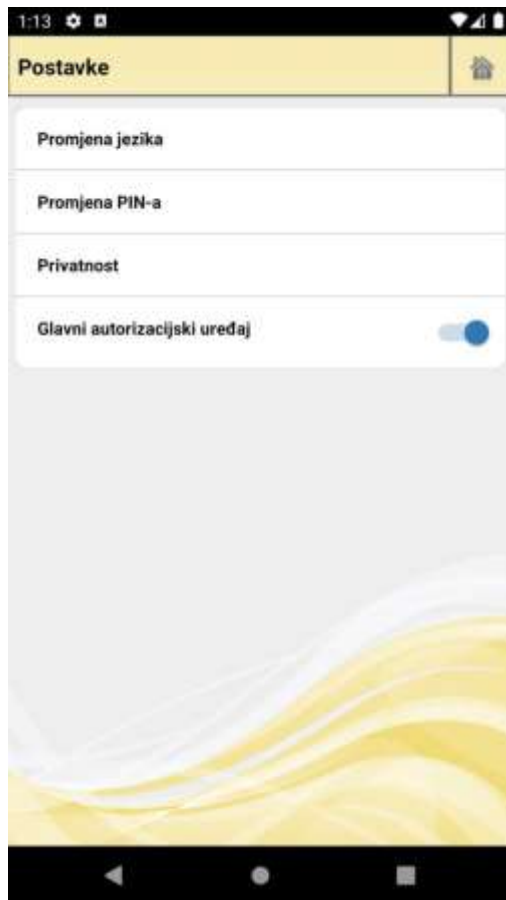 1:13
Postavke
Promjena jezika
Promjena PIN-a
Privatnost
Glavni autorizacijski uređaj